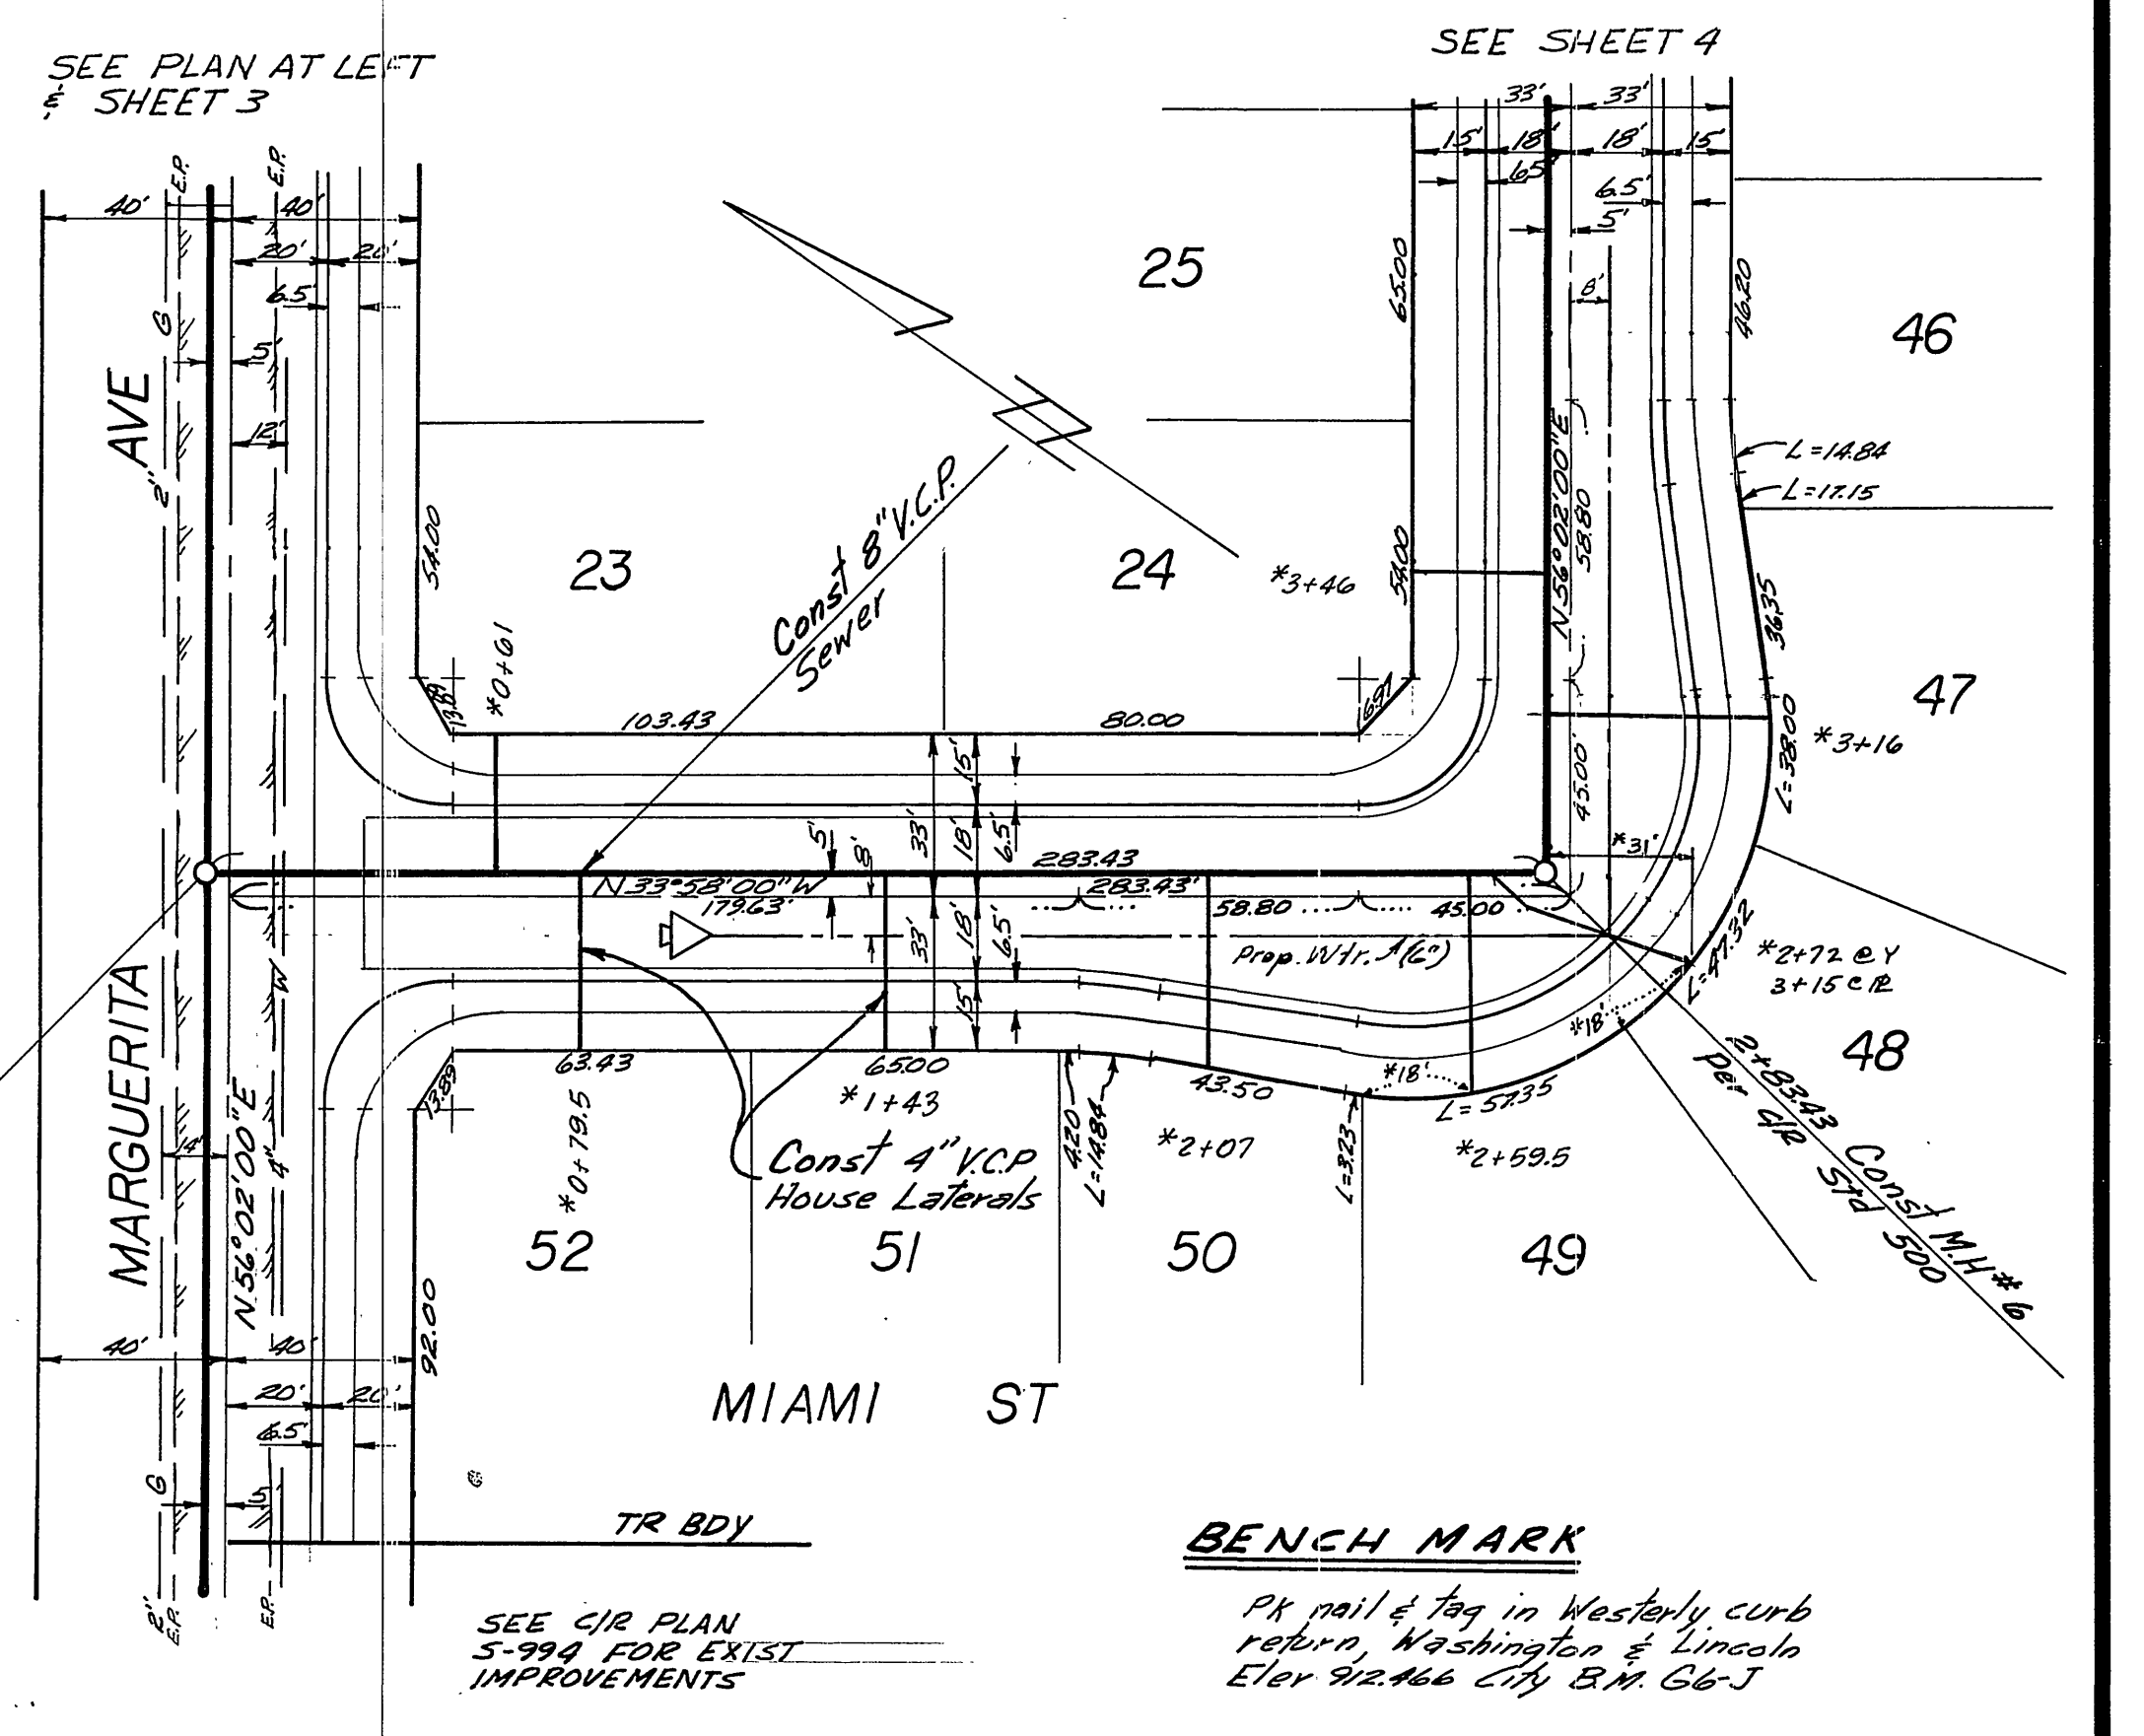 SEE PLAN AT LEFT
& SHEET 3
SEE SHEET 4
33'
33'
15'
18'
18'
15'
6.5'
6.5'
5'
8'
E.P.
E.P.
40'
40'
20'
20'
6.5'
G
5'
12'
2"
MARGUERITA AVE
54.00
13.89
23
24
25
46
47
48
49
50
51
52
65.00
46.20
54.00
6.97
N56°02'00"E
58.80
45.00'
L=14.84
L=17.15
36.35
L=38.00
*3+16
*3+46
*0+61
Const 8" V.C.P.
Sewer
103.43
80.00
33'
15'
18'
6.5'
5'
8'
283.43
N33°58'00"W
283.43'
179.63'
58.80
45.00
*31'
33'
18'
6.5'
15'
Prop. Wtr. (6")
L=47.32
*2+72 @ Y
3+15 @ PL
*18'
*18'
63.43
65.00
43.50
L=57.35
13.89
*0+79.5
*1+43
4.20
L=14.84
*2+07
L=3.23
*2+59.5
Const 4" V.C.P
House Laterals
2+83.43 Const M.H #6
per C/R Std 500
W
4"
14'
N56°02'00"E
92.00
40'
40'
20'
20'
6.5'
G
5'
2"
E.P.
E.P.
MIAMI ST
TR BDY
SEE C/R PLAN
S-994 FOR EXIST
IMPROVEMENTS
BENCH MARK
PK nail & tag in Westerly curb
return, Washington & Lincoln
Elev 912.466 City B.M. G6-J